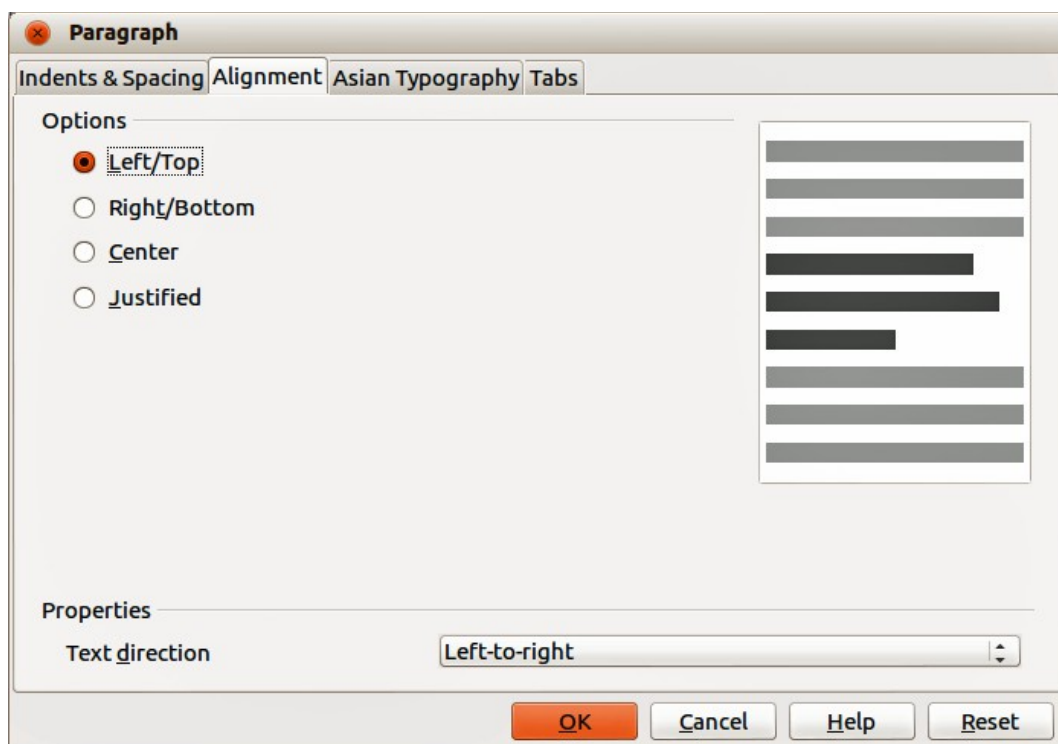 Paragraph
Indents & Spacing Alignment Asian Typography Tabs
Options
Left/Top
Right/Bottom
Center
Justified
Properties
Text direction Left-to-right
OK Cancel Help Reset